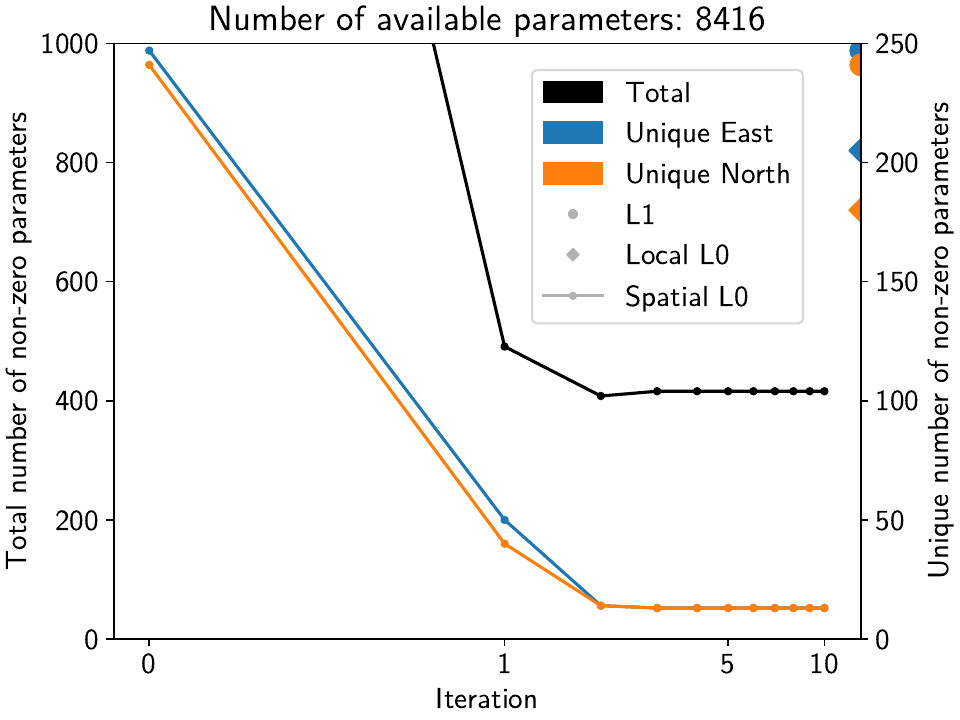 Number of available parameters: 8416
Total number of non-zero parameters
1000
800
600
400
200
0
Total
Unique East
Unique North
L1
Local L0
Spatial L0
250
200
150
100
50
0
Unique number of non-zero parameters
0
1
5
10
Iteration